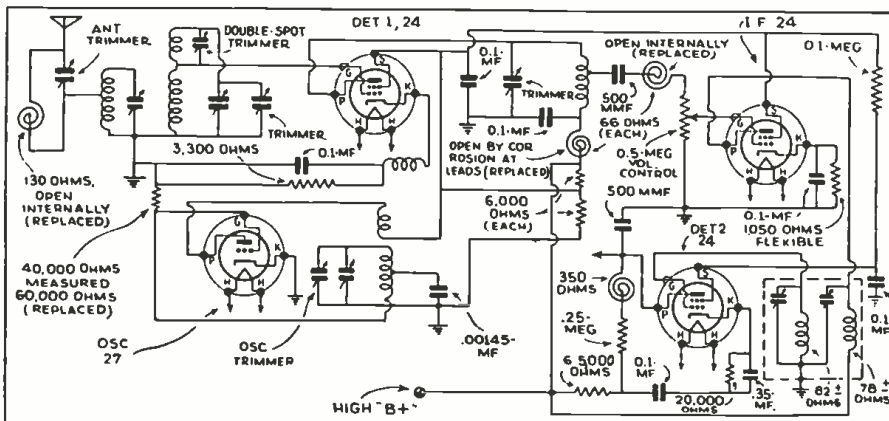 ANT
TRIMMER
DOUBLE-SPOT
TRIMMER
DET 1, 24
TRIMMER
3,300 OHMS
0.1-MF
130 OHMS,
OPEN
INTERNALLY
(REPLACED)
G
S
P
K
H
H
0.1-
MF
TRIMMER
0.1-MF
OPEN BY COR
ROSION AT
LEADS (REPLACED)
OPEN INTERNALLY
(REPLACED)
500
MMF
66 OHMS
(EACH)
0.5-MEG
VOL.
CONTROL
I F 24
0.1-MEG
G
S
P
K
H
H
0.1-MF
1,050 OHMS
FLEXIBLE
6,000
OHMS
(EACH)
500 MMF
40,000 OHMS
MEASURED
60,000 OHMS
(REPLACED)
G
P
K
H
H
OSC
27
OSC
TRIMMER
.00145-
MF
350
OHMS
.25-
MEG
6.5000
OHMS
0.1-
MF
DET2
24
G
S
P
K
H
H
20,000
OHMS
.35-
MF.
82 ±
OHMS
78 ±
OHMS
0.1
MF
HIGH "B+"